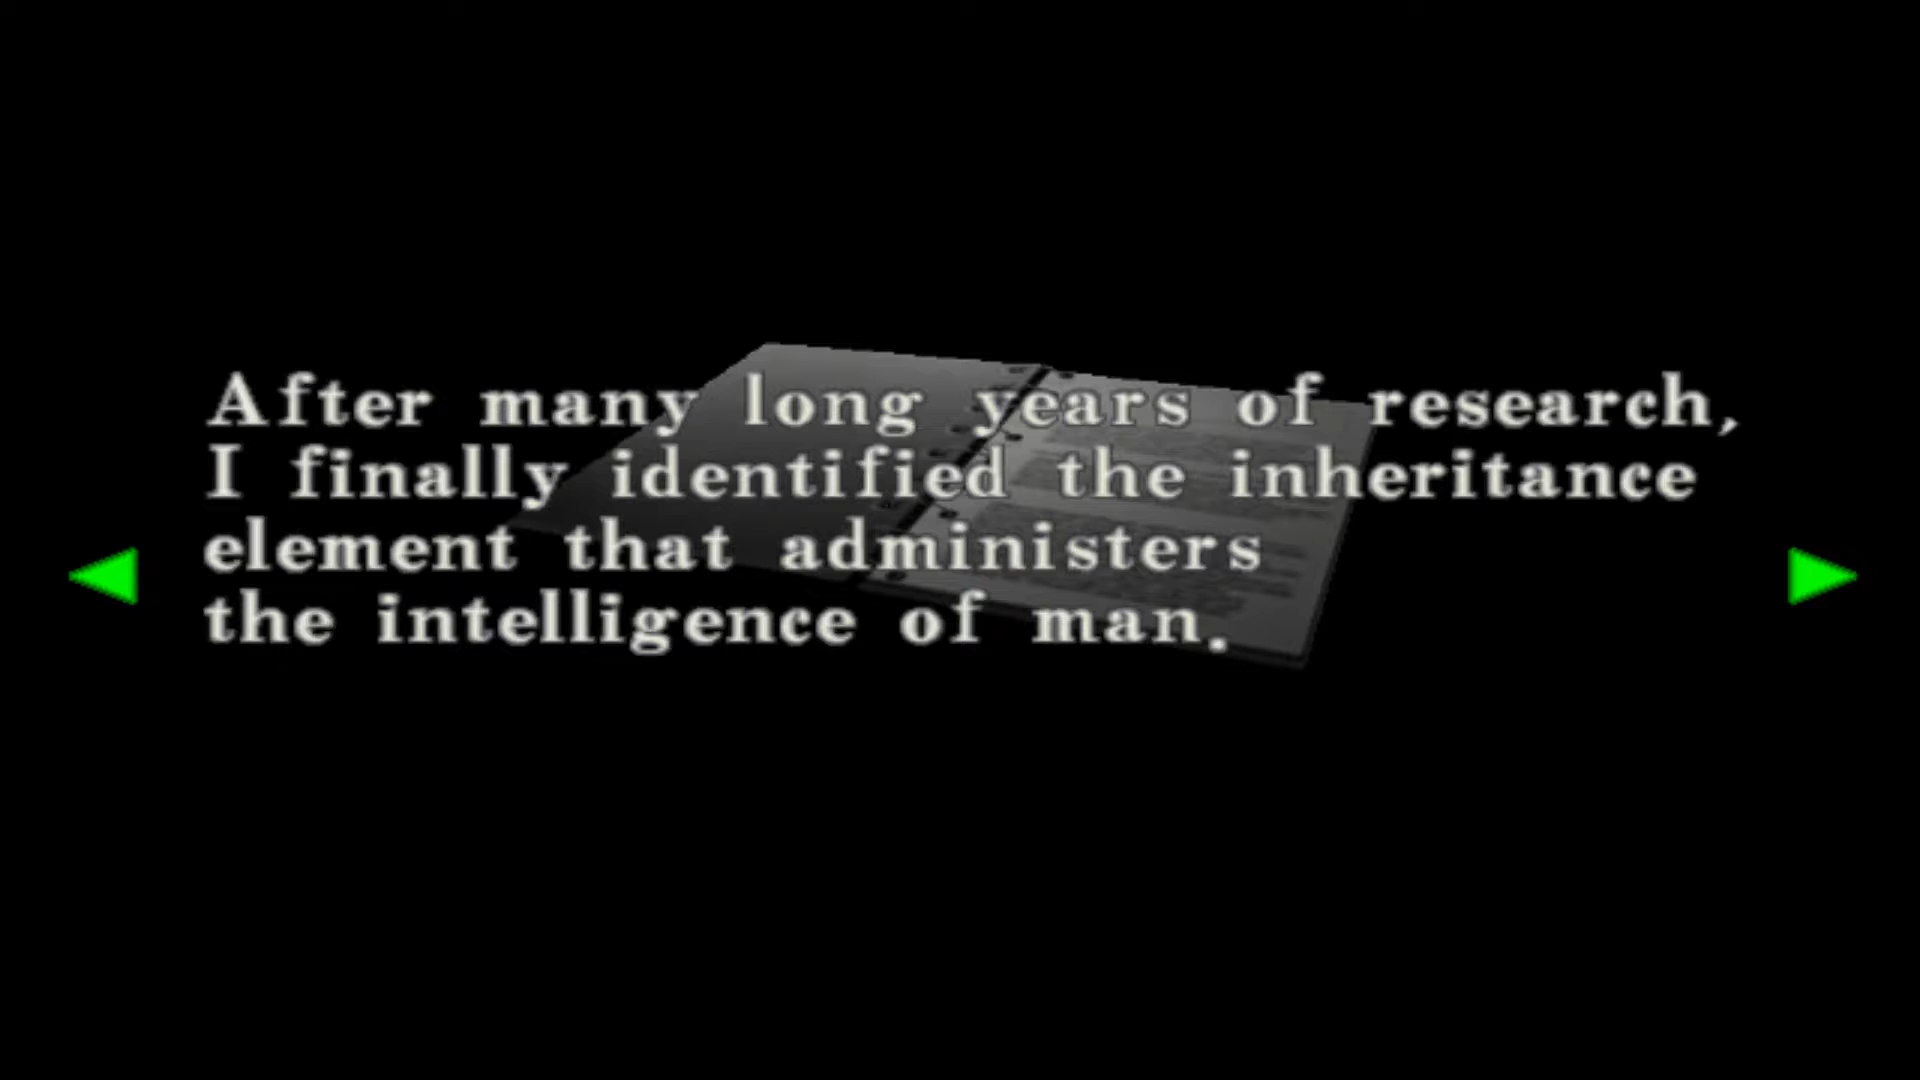 After many long years of research,
I finally identified the inheritance
element that administers
the intelligence of man.